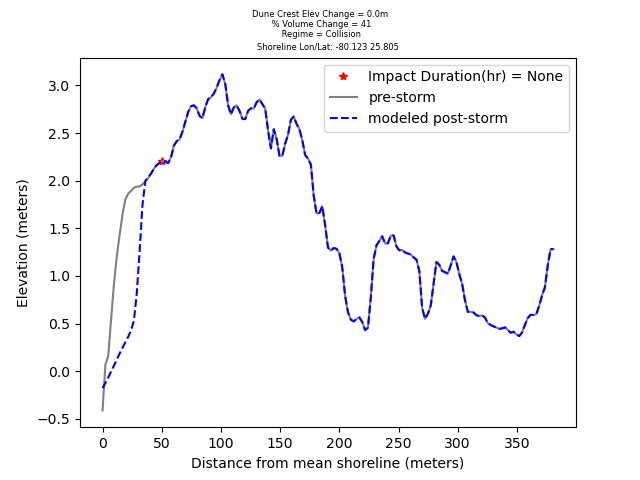 Dune Crest Elev Change = 0.0m
% Volume Change = 41
Regime = Collision
Shoreline Lon/Lat: -80.123 25.805
Impact Duration(hr) = None
pre-storm
modeled post-storm
3.0
2.5
2.0
1.5
1.0
0.5
0.0
−0.5
Elevation (meters)
0 50 100 150 200 250 300 350
Distance from mean shoreline (meters)